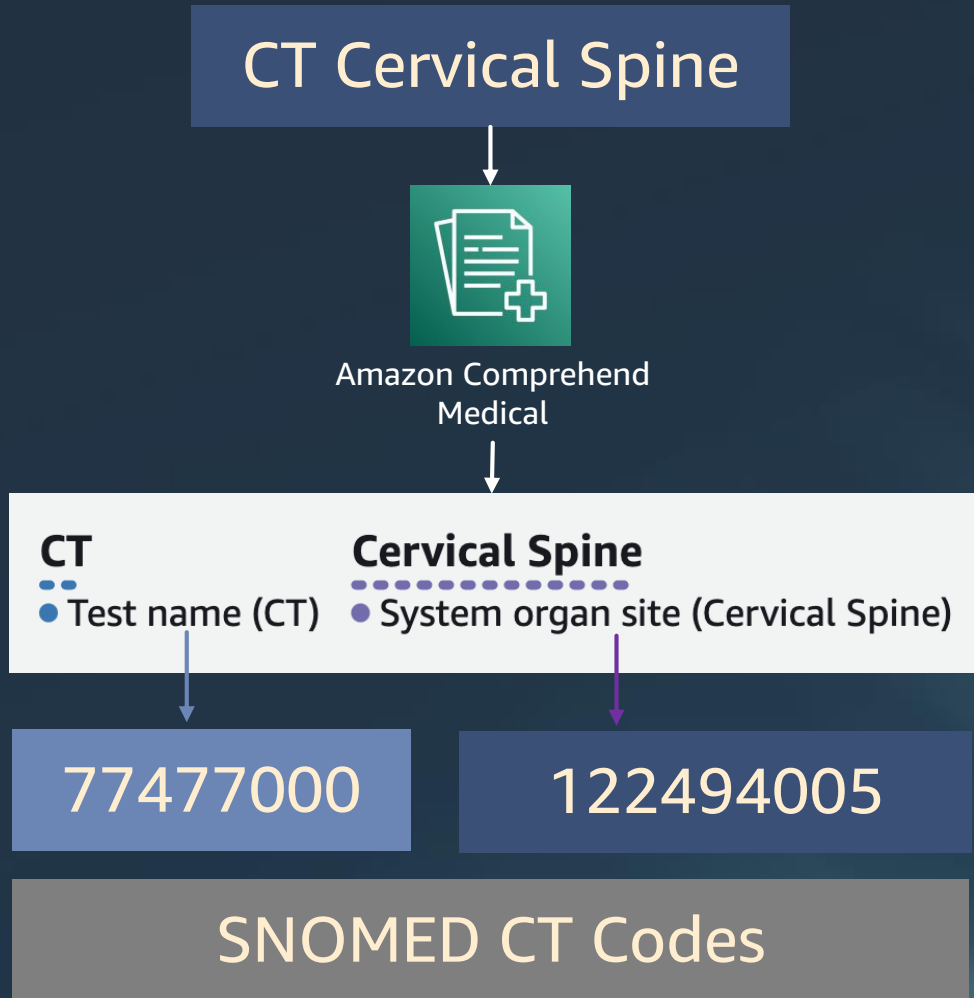 CT Cervical Spine
Amazon Comprehend
Medical
CT
Cervical Spine
Test name (CT)
System organ site (Cervical Spine)
77477000
122494005
SNOMED CT Codes